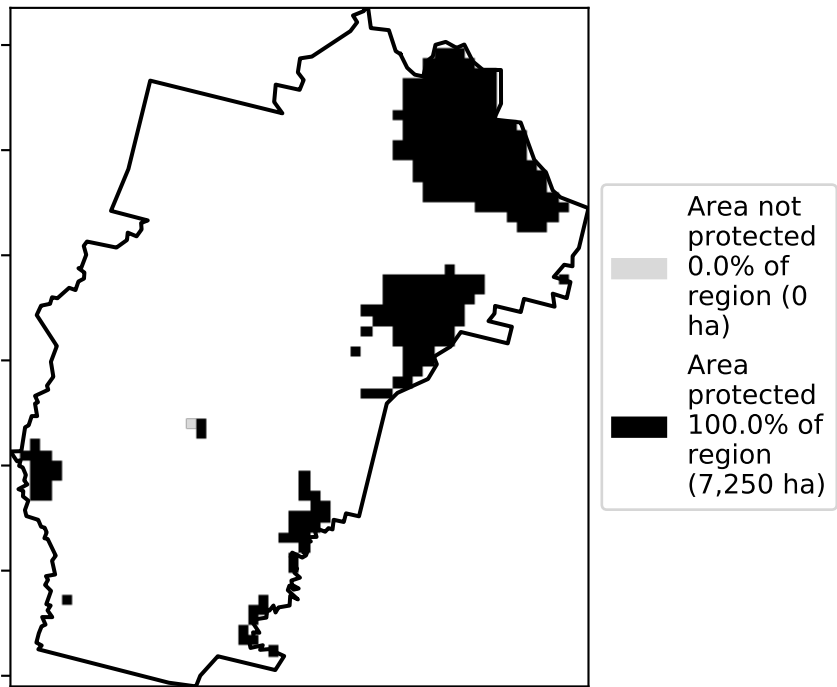 Area not
protected
0.0% of
region (0
ha)
Area
protected
100.0% of
region
(7,250 ha)